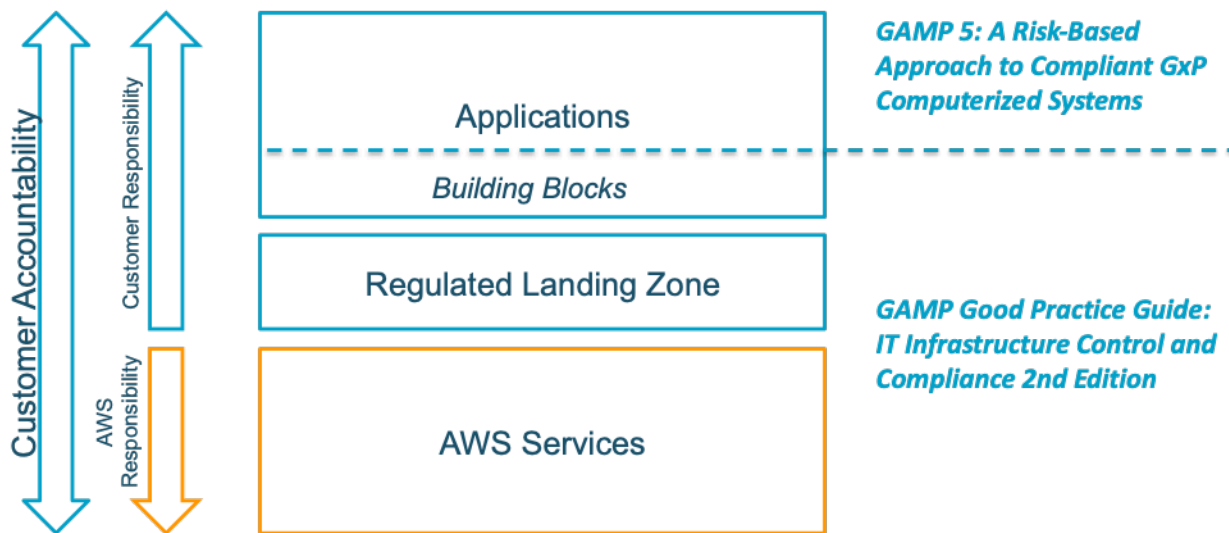 Customer Accountability
Customer Responsibility
AWS
Responsibility
Applications
Building Blocks
Regulated Landing Zone
AWS Services
GAMP 5: A Risk-Based
Approach to Compliant GxP
Computerized Systems
GAMP Good Practice Guide:
IT Infrastructure Control and
Compliance 2nd Edition